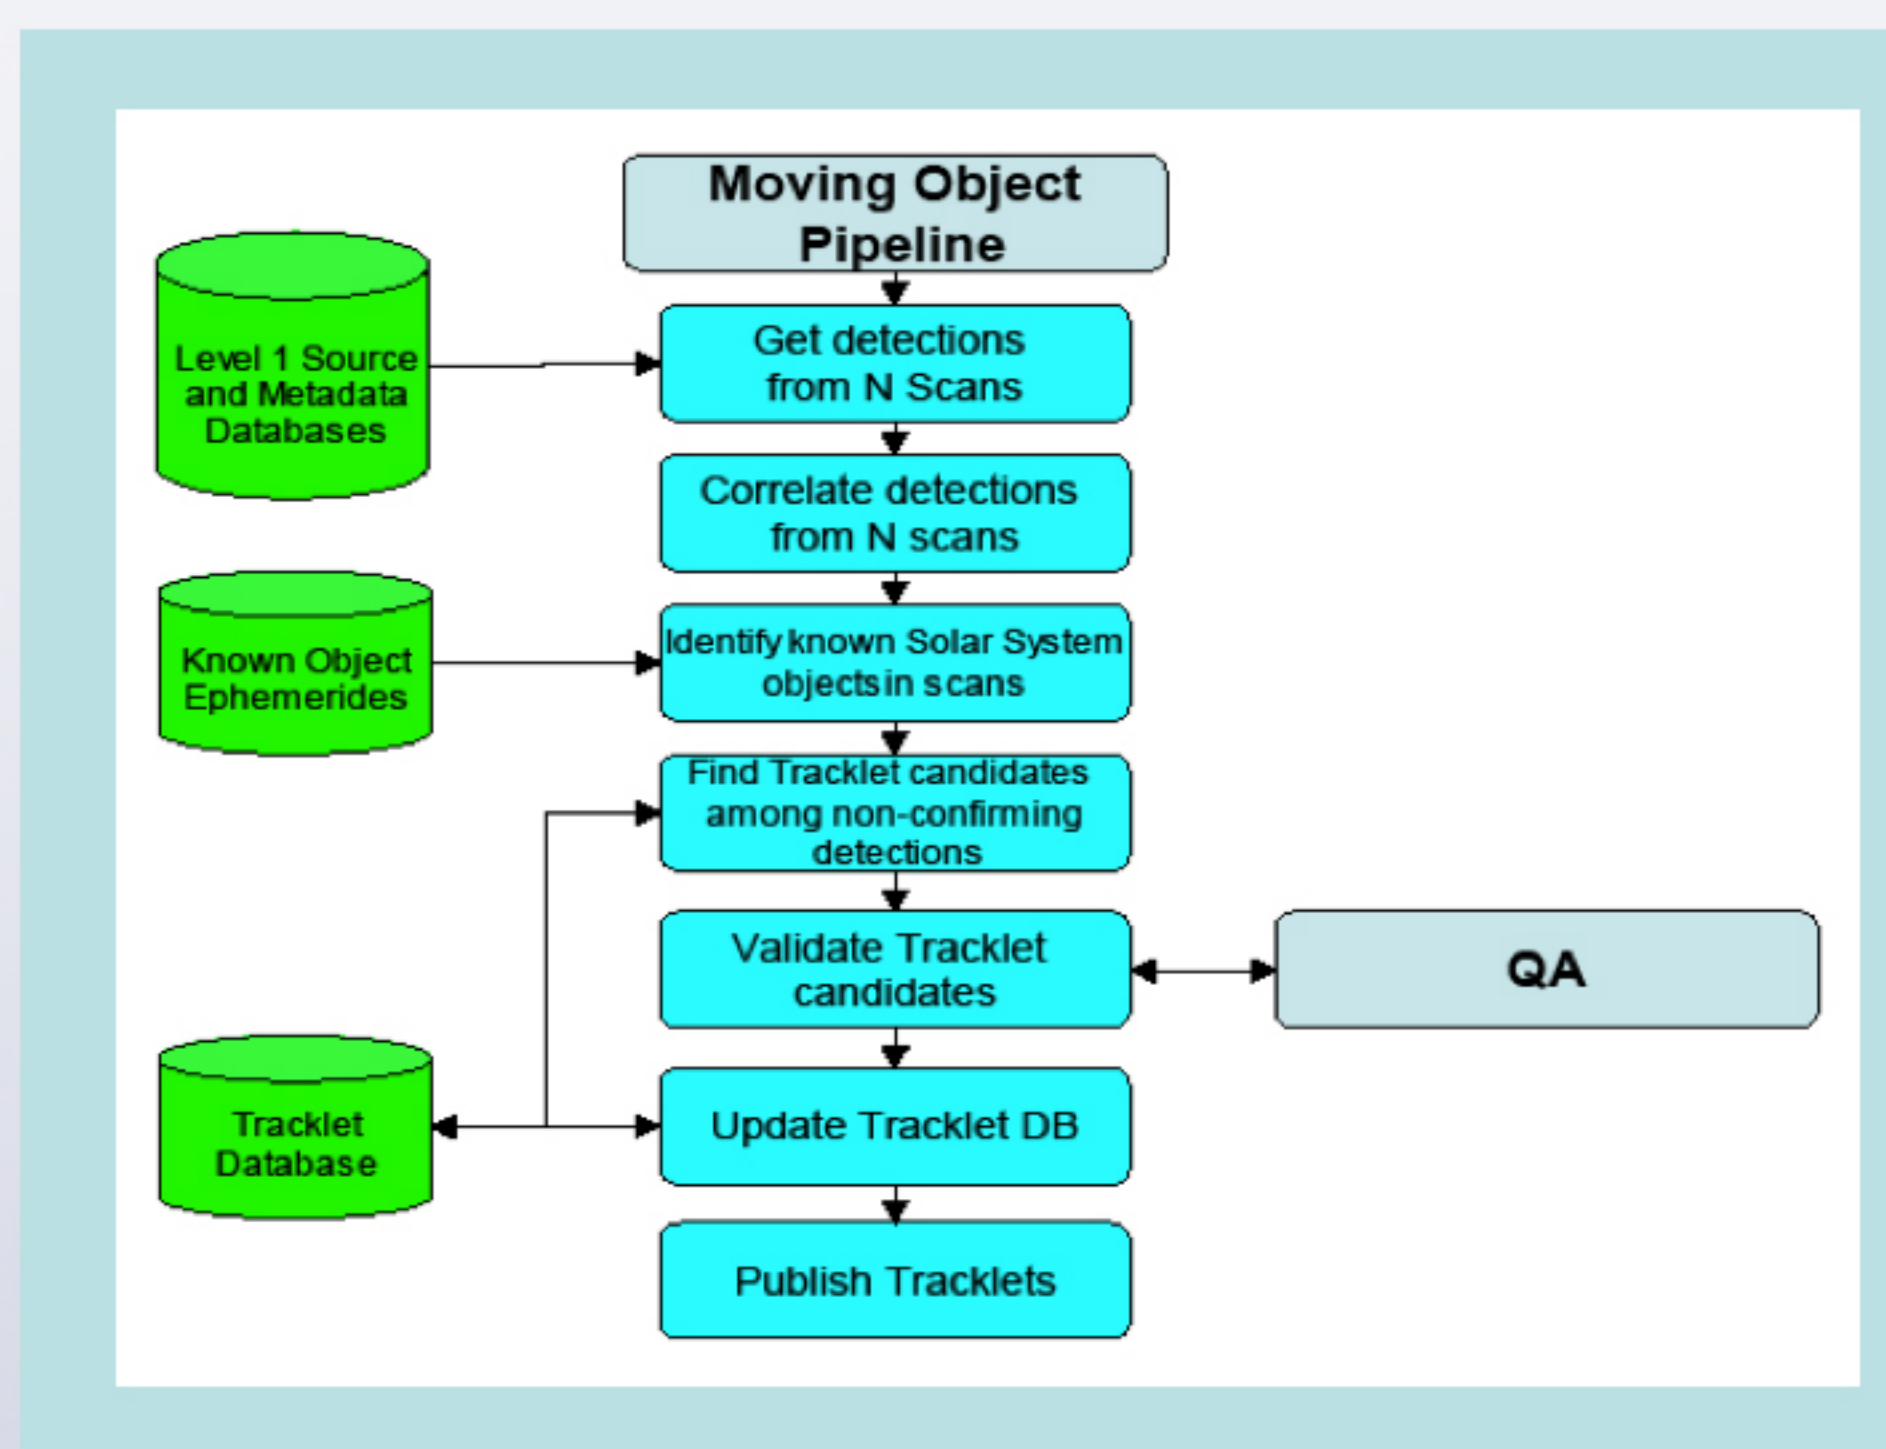 Moving Object
Pipeline
Level 1 Source
and Metadata
Databases
Get detections
from N Scans
Correlate detections
from N scans
Known Object
Ephemerides
Identify known Solar System
objects in scans
Find Tracklet candidates
among non-confirming
detections
Validate Tracklet
candidates
QA
Tracklet
Database
Update Tracklet DB
Publish Tracklets